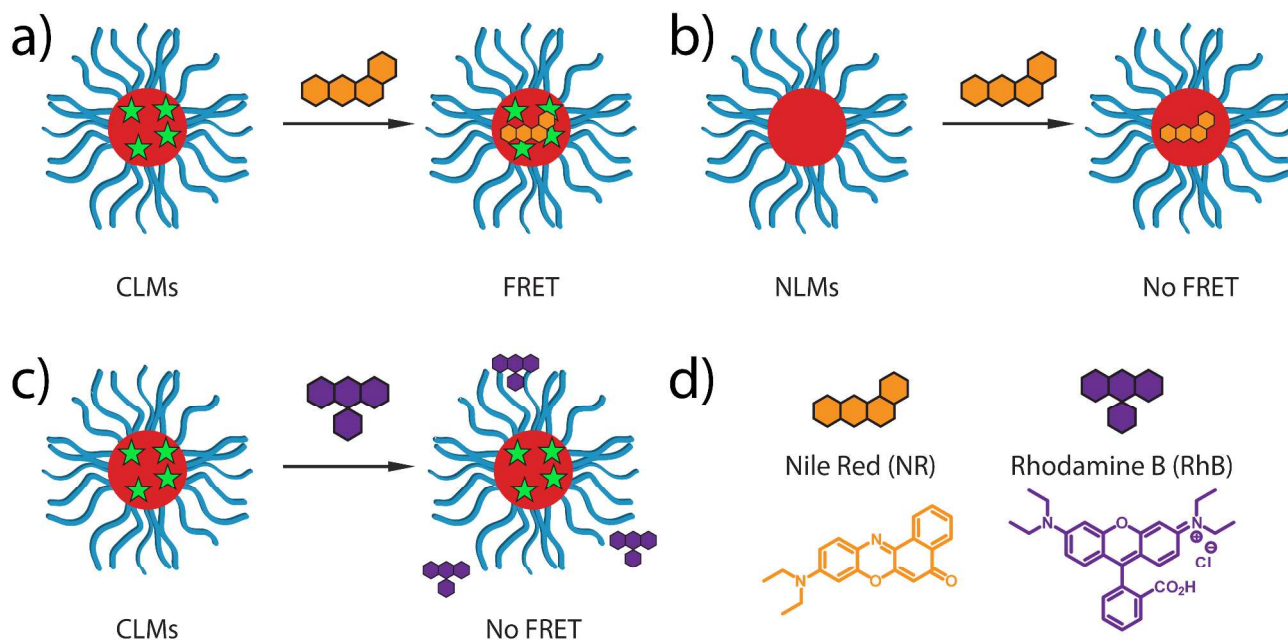 a)
CLMs
FRET
b)
NLMs
No FRET
c)
CLMs
No FRET
d)
Nile Red (NR)
Rhodamine B (RhB)
N
O
N
O
N
O
N
⊕
⊖
Cl
CO₂H